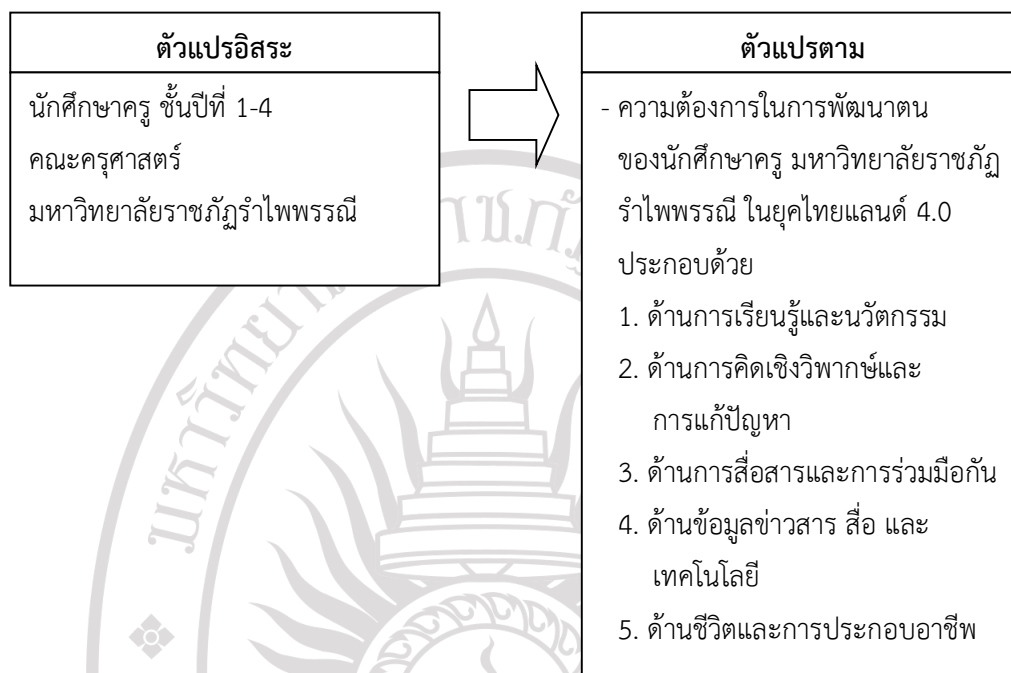 ตัวแปรอิสระ
นักศึกษาครู ชั้นปีที่ 1-4
คณะครุศาสตร์
มหาวิทยาลัยราชภัฏรำไพพรรณี
ตัวแปรตาม
- ความต้องการในการพัฒนาตน
ของนักศึกษาครู มหาวิทยาลัยราชภัฏ
รำไพพรรณี ในยุคไทยแลนด์ 4.0
ประกอบด้วย
1. ด้านการเรียนรู้และนวัตกรรม
2. ด้านการคิดเชิงวิพากษ์และ
การแก้ปัญหา
3. ด้านการสื่อสารและการร่วมมือกัน
4. ด้านข้อมูลข่าวสาร สื่อ และ
เทคโนโลยี
5. ด้านชีวิตและการประกอบอาชีพ